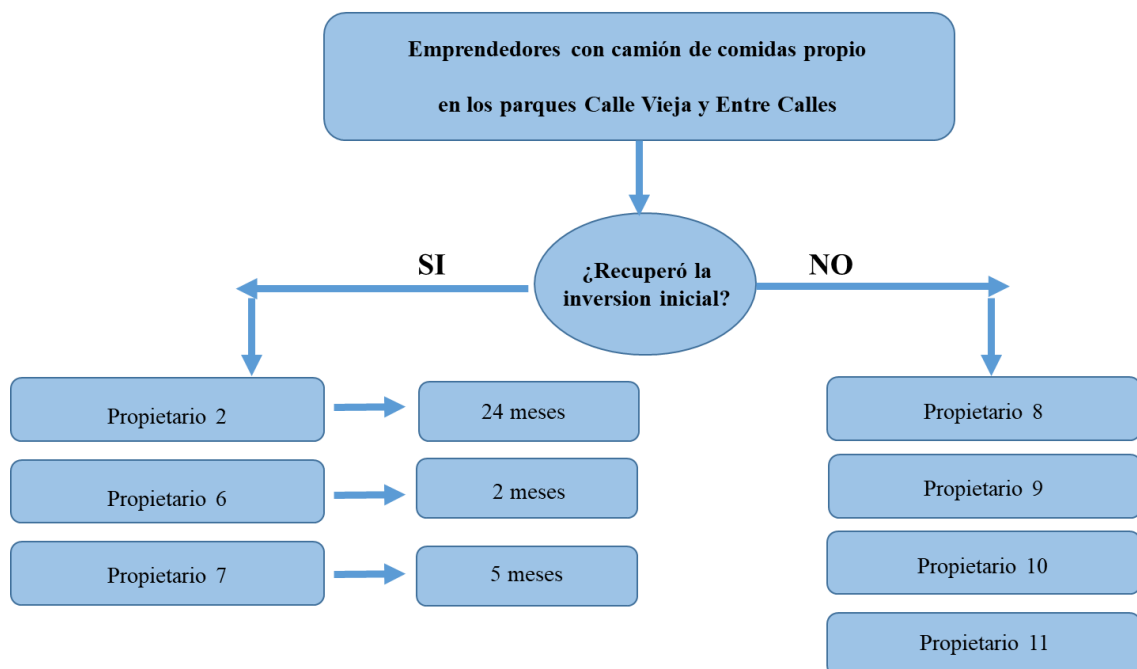 Emprendedores con camión de comidas propio
en los parques Calle Vieja y Entre Calles
SI
¿Recuperó la
inversion inicial?
NO
Propietario 2
24 meses
Propietario 8
Propietario 6
2 meses
Propietario 9
Propietario 7
5 meses
Propietario 10
Propietario 11